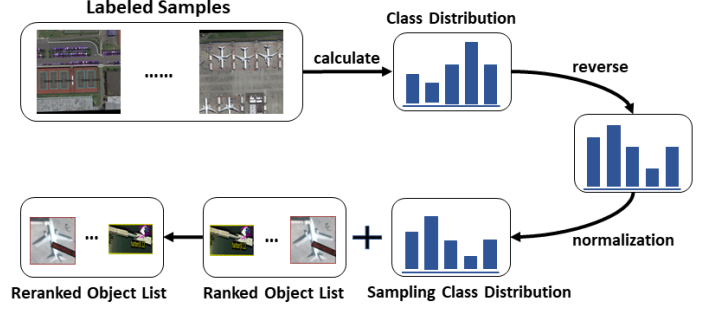 Labeled Samples
Class Distribution
......
calculate
reverse
normalization
...
...
Reranked Object List
Ranked Object List
+
Sampling Class Distribution